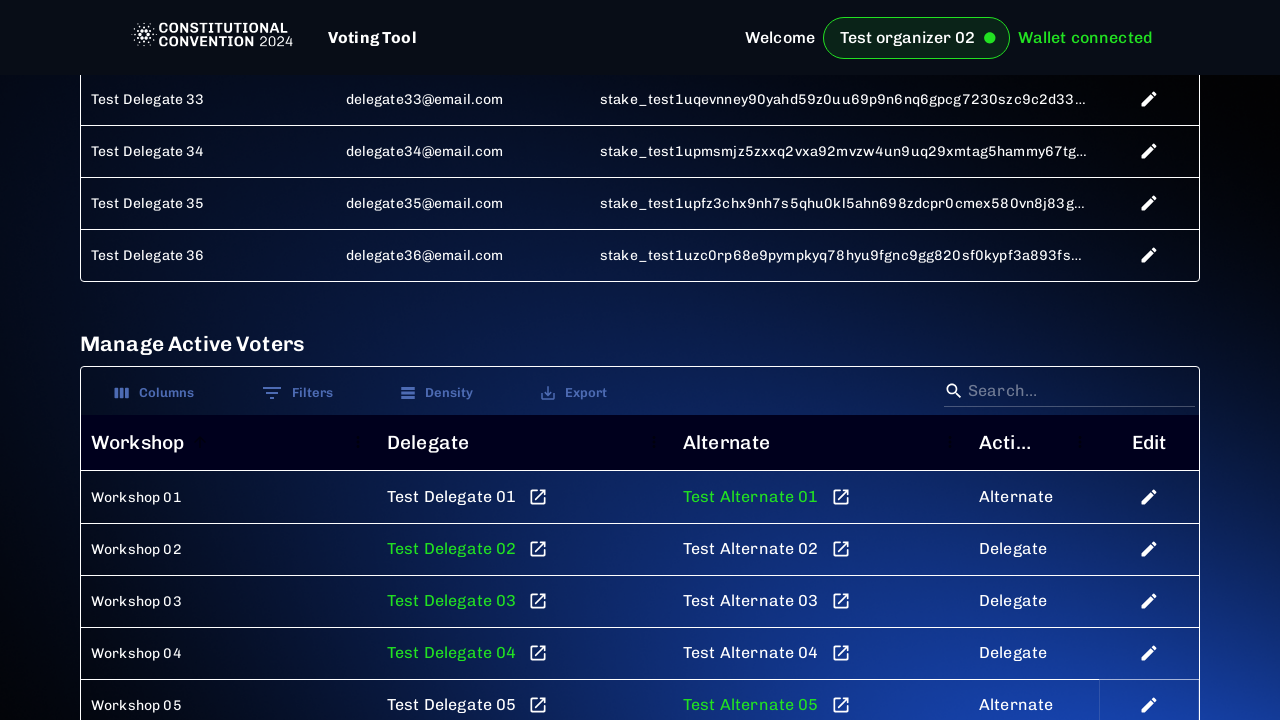 CONSTITUTIONAL
CONVENTION 2024
Voting Tool
Welcome
Test organizer 02
Wallet connected
Test Delegate 33 delegate33@email.com stake_test1uqevnney90yahd59z0uu69p9n6nq6gpcg7230szc9c2d33...
Test Delegate 34 delegate34@email.com stake_test1upmsmjz5zxxq2vxa92mvzw4un9uq29xmtag5hammy67tg...
Test Delegate 35 delegate35@email.com stake_test1upfz3chx9nh7s5qhu0kl5ahn698zdcpr0cmex580vn8j83g...
Test Delegate 36 delegate36@email.com stake_test1uzc0rp68e9pympkyq78hyu9fgnc9gg820sf0kypf3a893fs...
Manage Active Voters
Columns Filters Density Export Search...
Workshop Delegate Alternate Acti... Edit
Workshop 01 Test Delegate 01 Test Alternate 01 Alternate
Workshop 02 Test Delegate 02 Test Alternate 02 Delegate
Workshop 03 Test Delegate 03 Test Alternate 03 Delegate
Workshop 04 Test Delegate 04 Test Alternate 04 Delegate
Workshop 05 Test Delegate 05 Test Alternate 05 Alternate